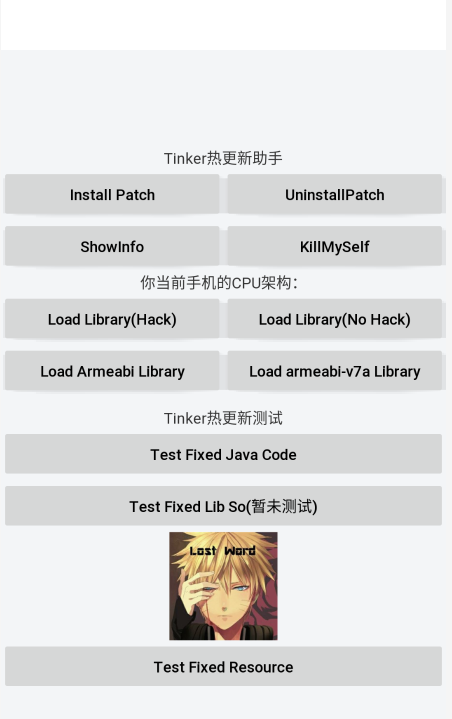 Tinker热更新助手
Install Patch
UninstallPatch
ShowInfo
KillMySelf
你当前手机的CPU架构：
Load Library(Hack)
Load Library(No Hack)
Load Armeabi Library
Load armeabi-v7a Library
Tinker热更新测试
Test Fixed Java Code
Test Fixed Lib So(暂未测试)
Lost Word
Test Fixed Resource